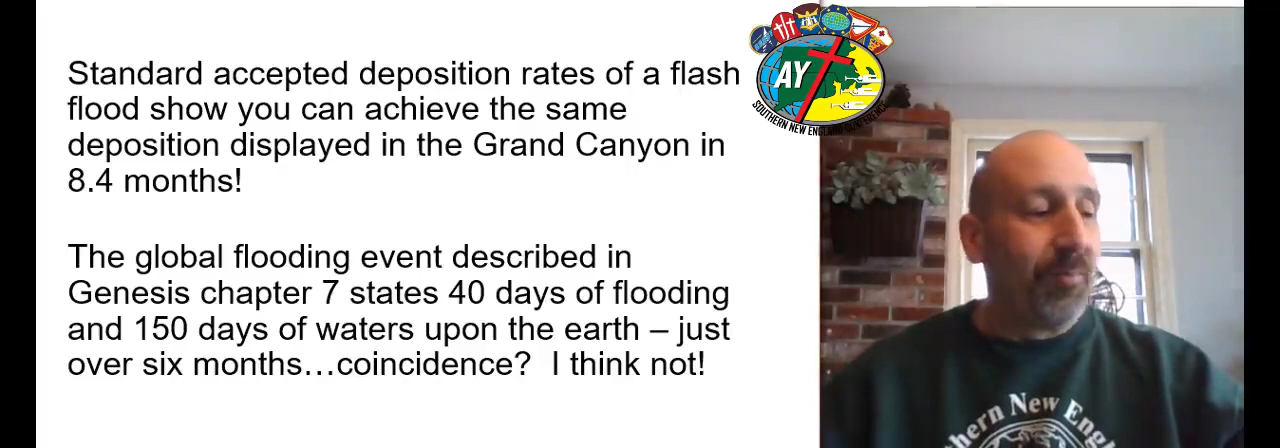 Standard accepted deposition rates of a flash
flood show you can achieve the same
deposition displayed in the Grand Canyon in
8.4 months!
The global flooding event described in
Genesis chapter 7 states 40 days of flooding
and 150 days of waters upon the earth – just
over six months…coincidence?  I think not!
AY
SOUTHERN NEW ENGLAND CONFERENCE
hern New Engl